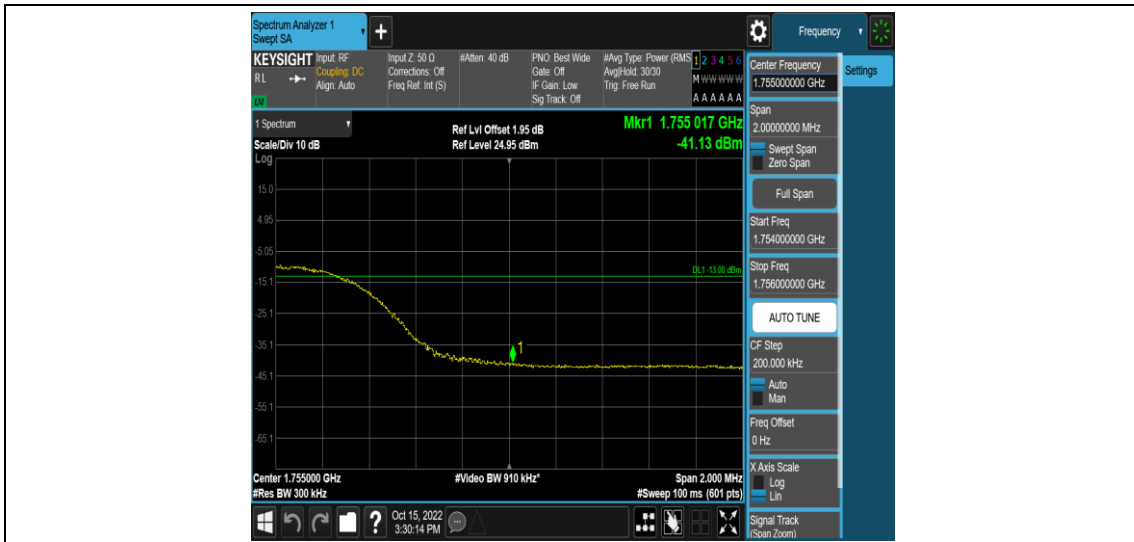 Spectrum Analyzer 1
Swept SA
+
Frequency
KEYSIGHT
RL
LM
Input: RF
Coupling: DC
Align: Auto
Input Z: 50 Ω
Corrections: Off
Freq Ref: Int (S)
#Atten: 40 dB
PNO: Best Wide
Gate: Off
IF Gain: Low
Sig Track: Off
#Avg Type: Power (RMS
Avg|Hold: 30/30
Trig: Free Run
1 2 3 4 5 6
M W W W W W
A A A A A A
1 Spectrum
Scale/Div 10 dB
Log
Ref Lvl Offset 1.95 dB
Ref Level 24.95 dBm
Mkr1 1.755 017 GHz
-41.13 dBm
15.0
4.95
-5.05
DL1 -13.00 dBm
-15.1
-25.1
-35.1
1
-45.1
-55.1
-65.1
Center 1.755000 GHz
#Res BW 300 kHz
#Video BW 910 kHz*
Span 2.000 MHz
#Sweep 100 ms (601 pts)
?
Oct 15, 2022
3:30:14 PM
Settings
Center Frequency
1.755000000 GHz
Span
2.00000000 MHz
Swept Span
Zero Span
Full Span
Start Freq
1.754000000 GHz
Stop Freq
1.756000000 GHz
AUTO TUNE
CF Step
200.000 kHz
Auto
Man
Freq Offset
0 Hz
X Axis Scale
Log
Lin
Signal Track
(Span Zoom)